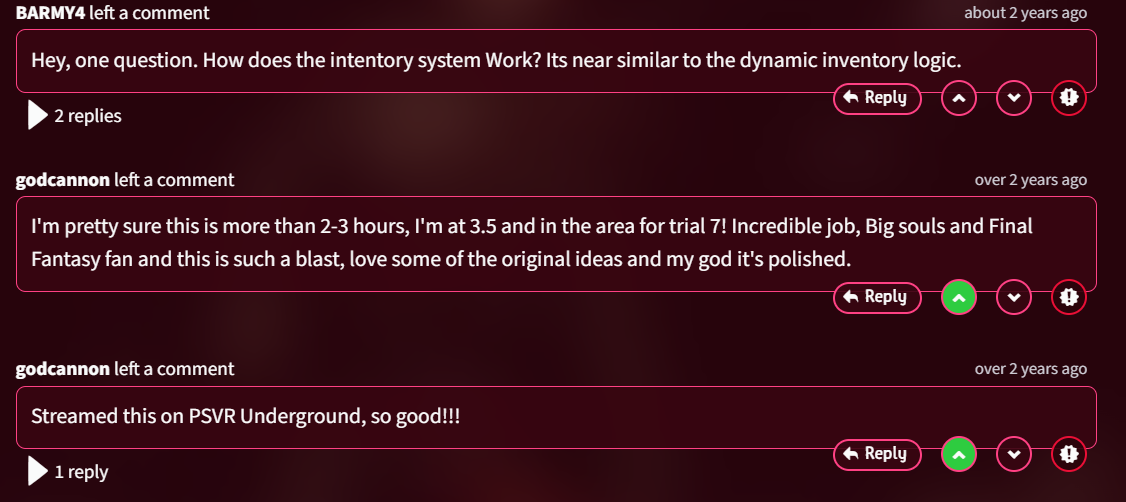 BARMY4 left a comment about 2 years ago
Hey, one question. How does the intentory system Work? Its near similar to the dynamic inventory logic.
Reply
2 replies
godcannon left a comment over 2 years ago
I'm pretty sure this is more than 2-3 hours, I'm at 3.5 and in the area for trial 7! Incredible job, Big souls and Final
Fantasy fan and this is such a blast, love some of the original ideas and my god it's polished.
Reply
godcannon left a comment over 2 years ago
Streamed this on PSVR Underground, so good!!!
Reply
1 reply